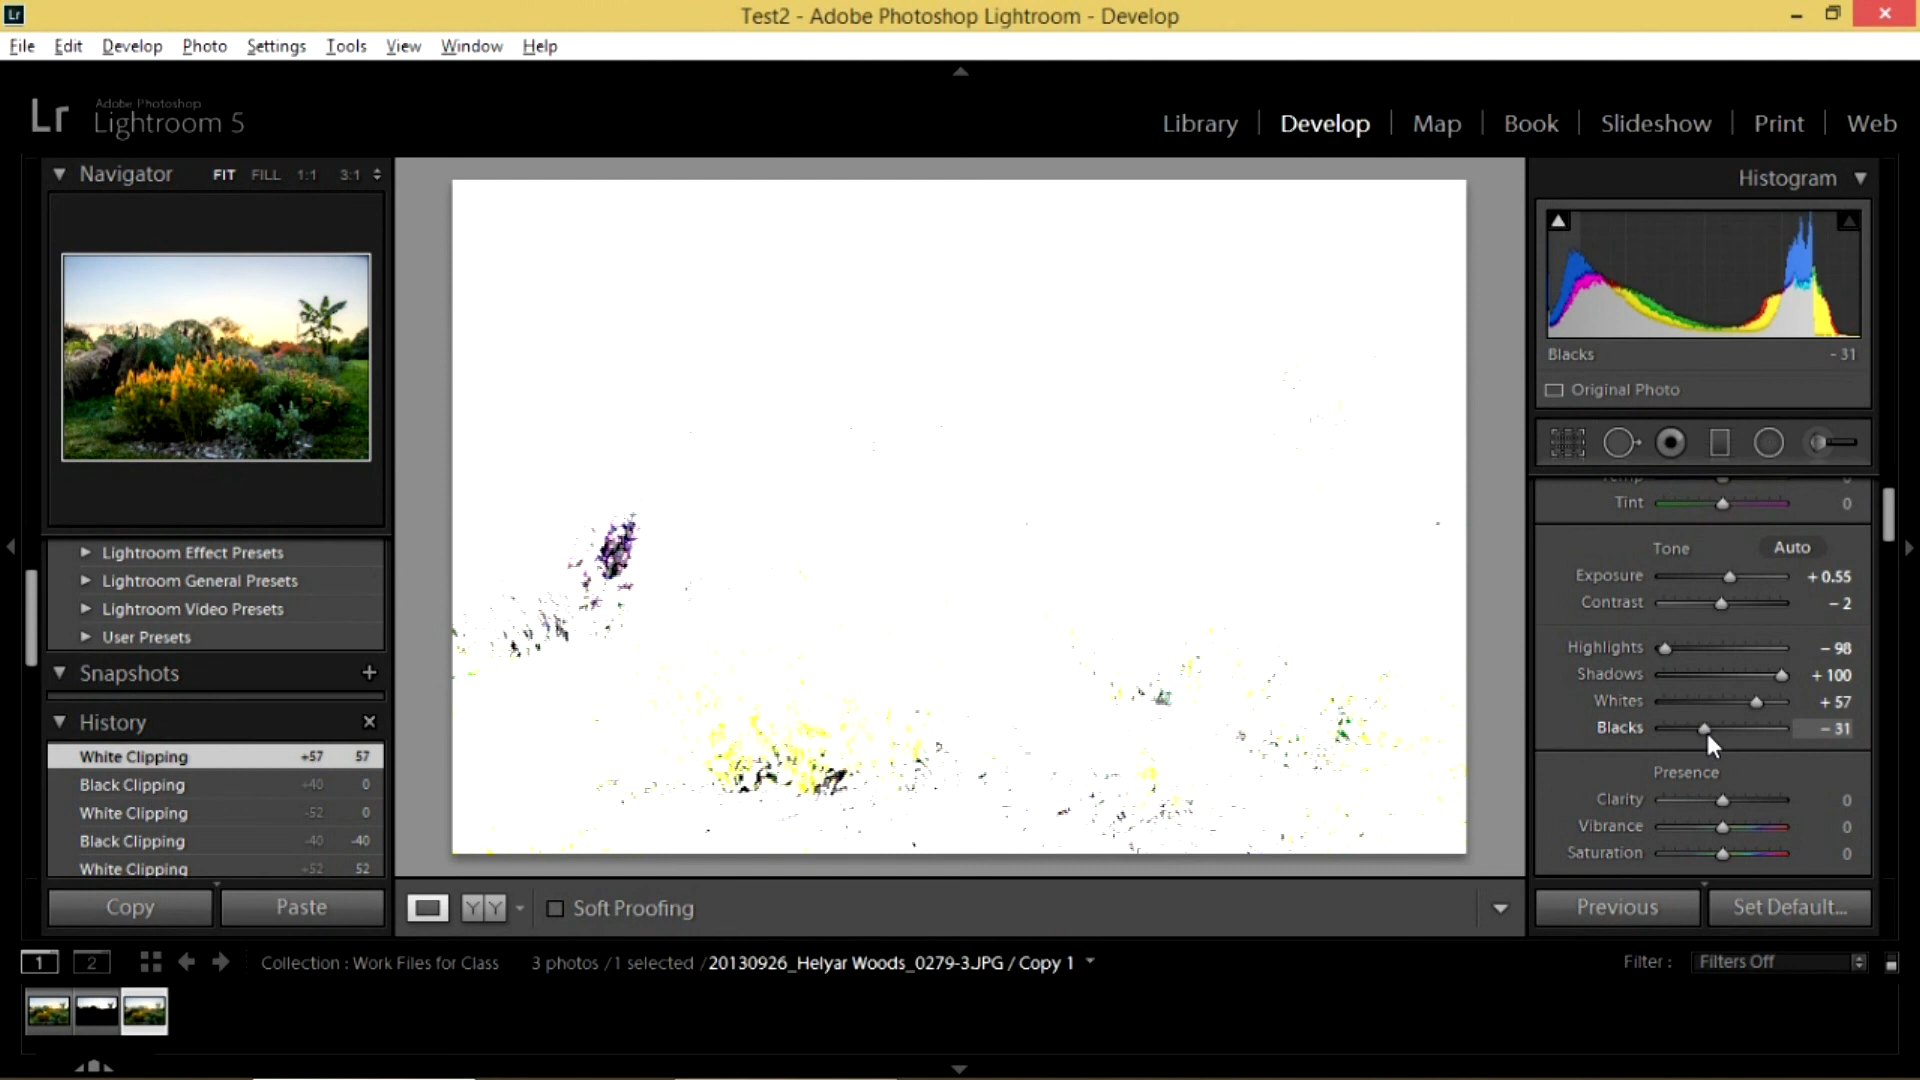 Lr
Test2 - Adobe Photoshop Lightroom - Develop
File Edit Develop Photo Settings Tools View Window Help
Lr
Adobe Photoshop
Lightroom 5
Library Develop Map Book Slideshow Print Web
Navigator FIT FILL 1:1 3:1
Lightroom Effect Presets
Lightroom General Presets
Lightroom Video Presets
User Presets
Snapshots
History
White Clipping +57 57
Black Clipping +40 0
White Clipping -52 0
Black Clipping -40 -40
White Clipping +52 52
Copy Paste
YY Soft Proofing
Histogram
Blacks - 31
Original Photo
Temp 0
Tint 0
Tone Auto
Exposure + 0.55
Contrast - 2
Highlights - 98
Shadows + 100
Whites + 57
Blacks - 31
Presence
Clarity 0
Vibrance 0
Saturation 0
Previous Set Default...
1 2 Collection : Work Files for Class 3 photos / 1 selected / 20130926_Helyar Woods_0279-3.JPG / Copy 1 Filter : Filters Off